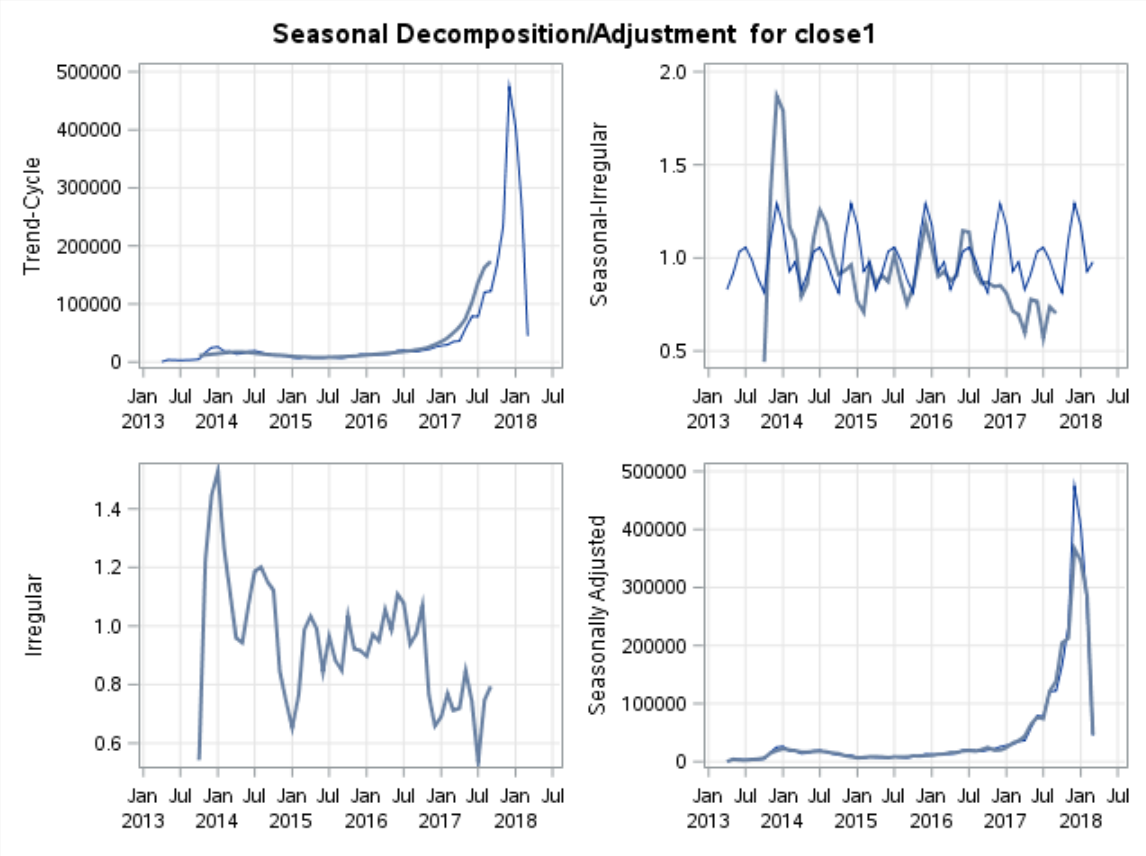 Seasonal Decomposition/Adjustment for close1
Trend-Cycle
500000
400000
300000
200000
100000
0
Jan Jul Jan Jul Jan Jul Jan Jul Jan Jul Jan Jul
2013 2014 2015 2016 2017 2018
Seasonal-Irregular
2.0
1.5
1.0
0.5
Jan Jul Jan Jul Jan Jul Jan Jul Jan Jul Jan Jul
2013 2014 2015 2016 2017 2018
Irregular
1.4
1.2
1.0
0.8
0.6
Jan Jul Jan Jul Jan Jul Jan Jul Jan Jul Jan Jul
2013 2014 2015 2016 2017 2018
Seasonally Adjusted
500000
400000
300000
200000
100000
0
Jan Jul Jan Jul Jan Jul Jan Jul Jan Jul Jan Jul
2013 2014 2015 2016 2017 2018